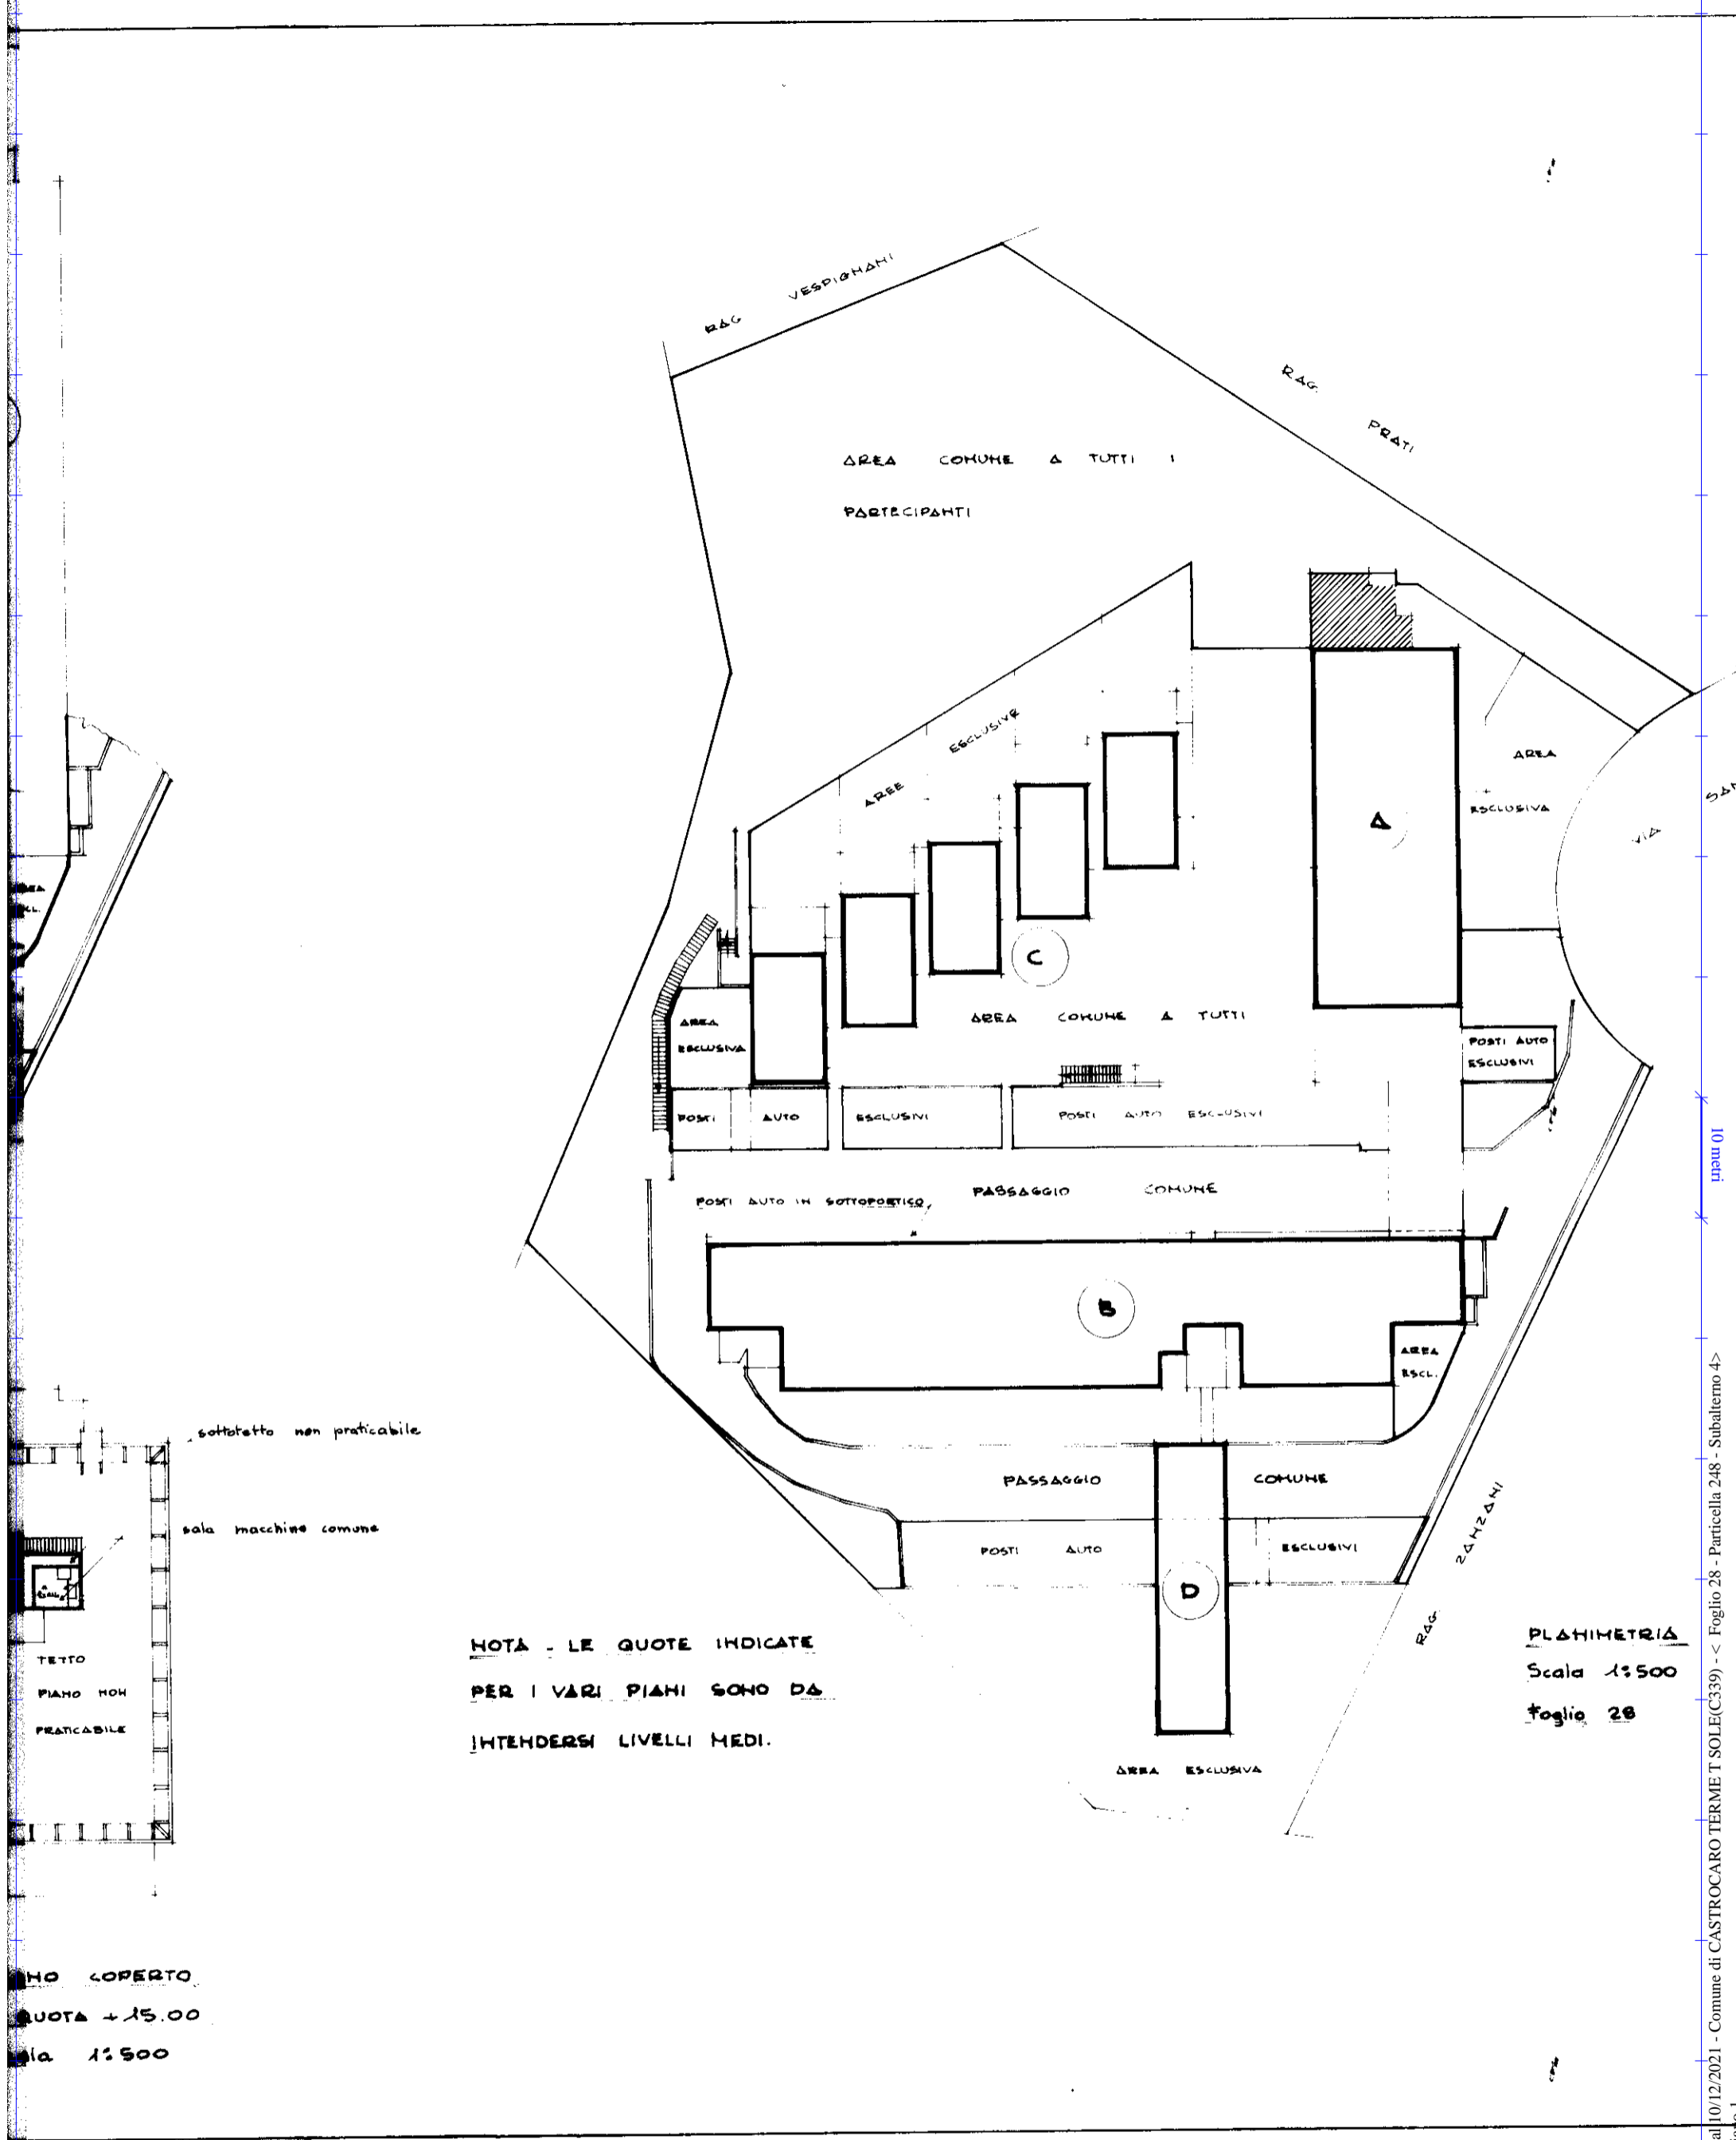 RAG VESPIGNANI
RAG. PRATI
AREA COMUNE A TUTTI I
PARTECIPANTI
AREE ESCLUSIVE
AREA
ESCLUSIVA
A
VIA
C
AREA COMUNE A TUTTI
AREA
ESCLUSIVA
POSTI AUTO
ESCLUSIVI
POSTI AUTO ESCLUSIVI
POSTI AUTO ESCLUSIVI
POSTI AUTO IN SOTTOPORTICO
PASSAGGIO COMUNE
B
AREA
ESCL.
PASSAGGIO COMUNE
POSTI AUTO ESCLUSIVI
D
RAG. ZANZANI
AREA ESCLUSIVA
sottotetto non praticabile
sala macchine comune
TETTO
PIANO NON
PRATICABILE
NOTA - LE QUOTE INDICATE
PER I VARI PIANI SONO DA
INTENDERSI LIVELLI MEDI.
PLANIMETRIA
Scala 1:500
Foglio 28
COPERTO
QUOTA +15.00
1:500
10 metri
10/12/2021 - Comune di CASTROCARO TERME T SOLE(C339) - < Foglio 28 - Particella 248 - Subalterno 4>